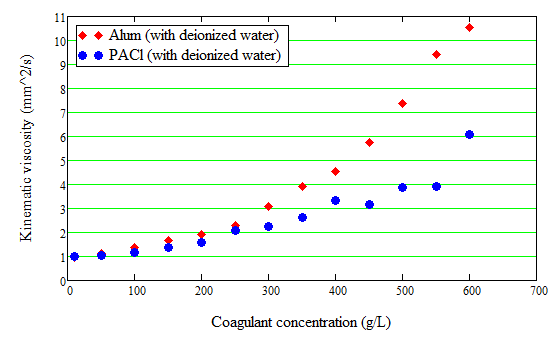 11
10
9
8
7
6
5
4
3
2
1
0
Kinematic viscosity (mm^2/s)
Alum (with deionized water)
PACl (with deionized water)
0 100 200 300 400 500 600 700
Coagulant concentration (g/L)